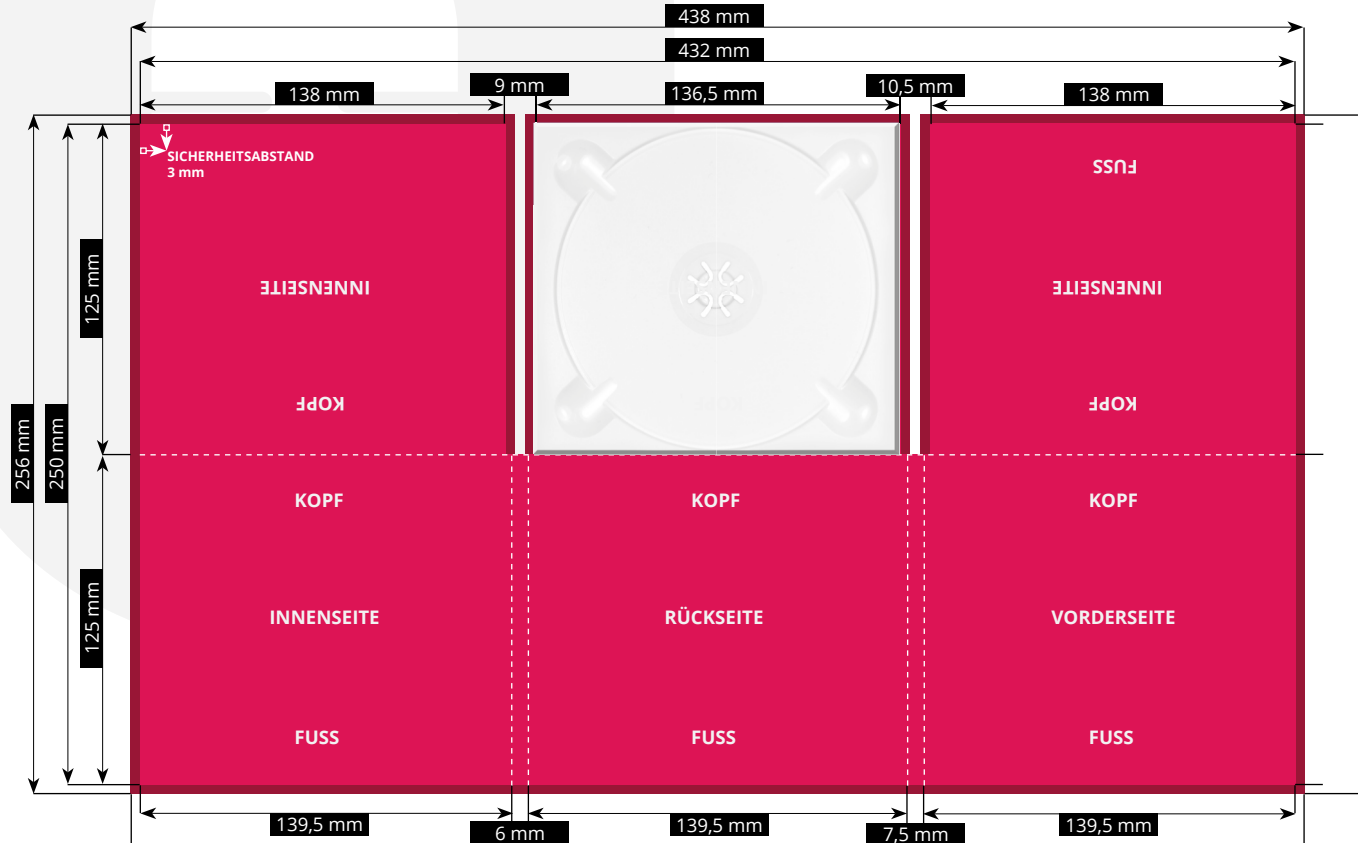 438 mm
432 mm
138 mm
9 mm
136,5 mm
10,5 mm
138 mm
SICHERHEITSABSTAND
3 mm
FUSS
125 mm
INNENSEITE
INNENSEITE
KOPF
KOPF
256 mm
250 mm
KOPF
KOPF
KOPF
125 mm
INNENSEITE
RÜCKSEITE
VORDERSEITE
FUSS
FUSS
FUSS
139,5 mm
6 mm
139,5 mm
7,5 mm
139,5 mm